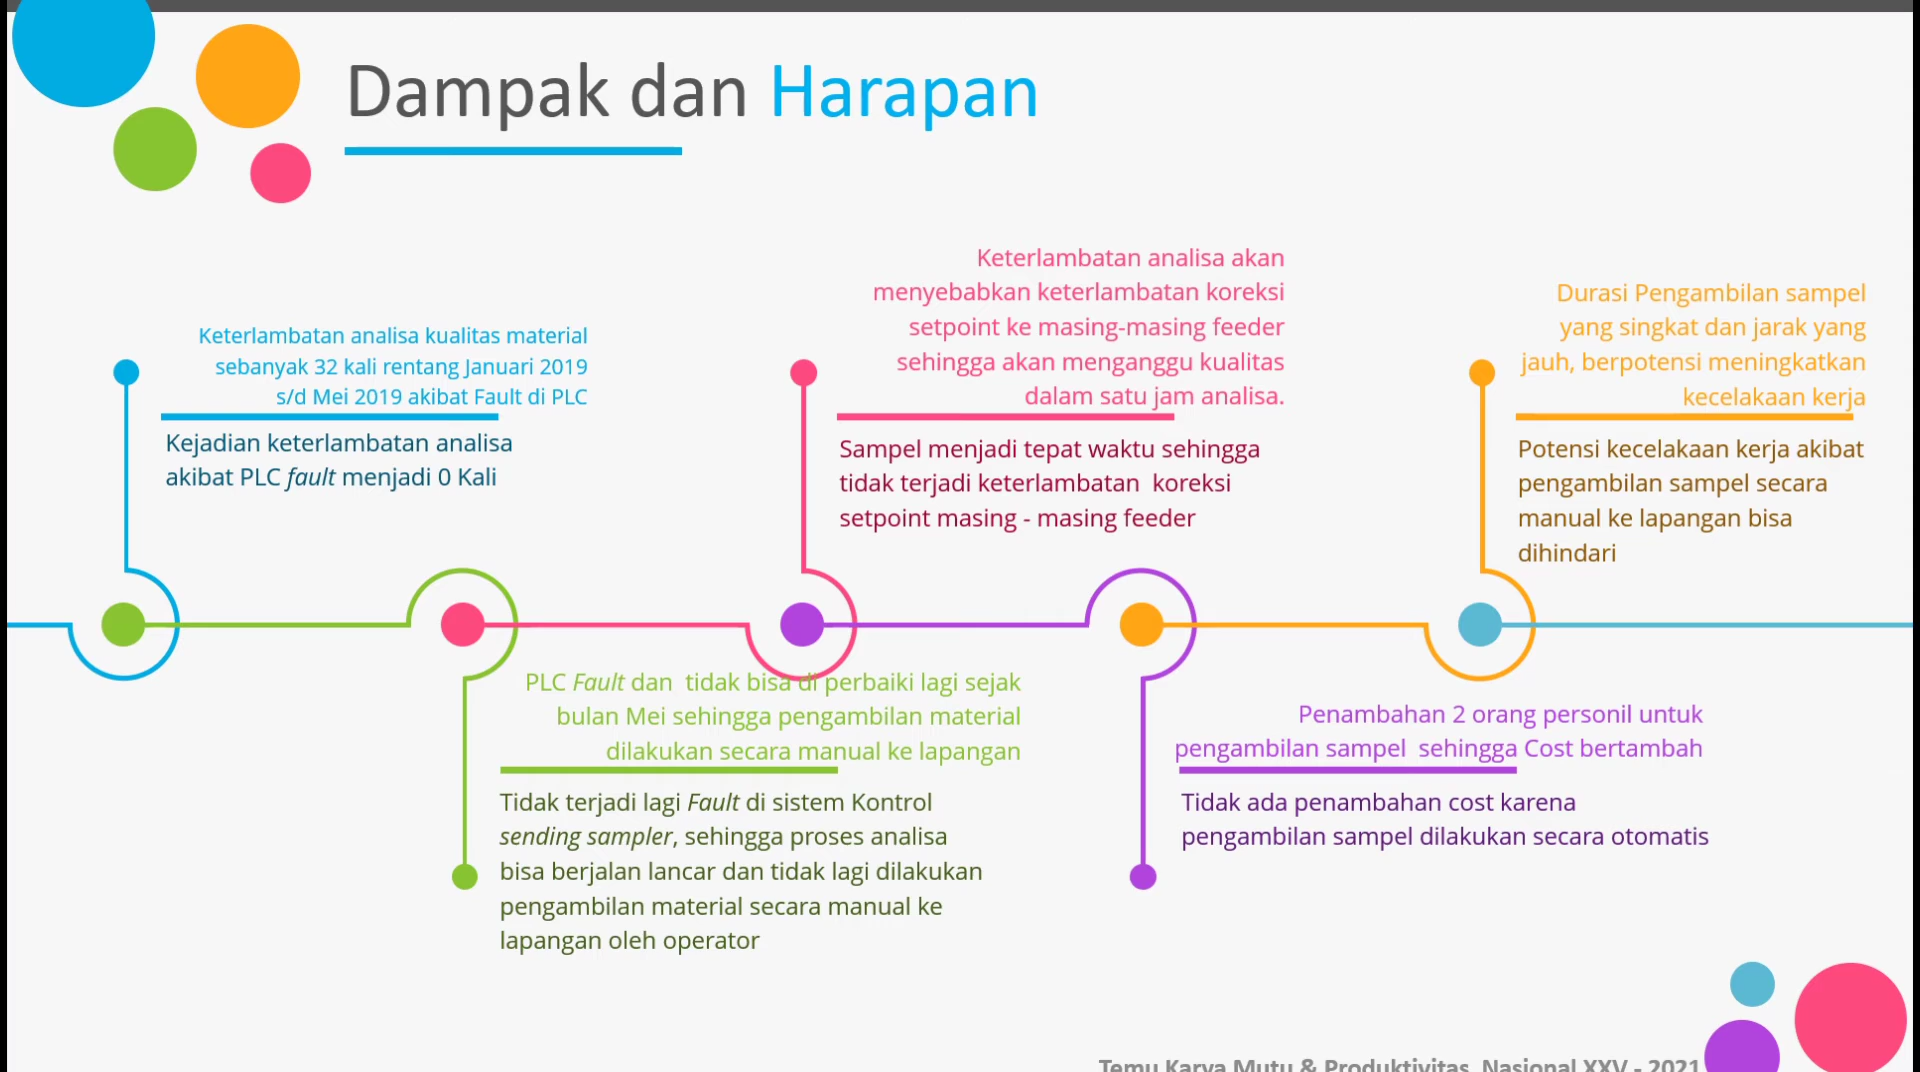 Dampak dan Harapan
Keterlambatan analisa kualitas material
sebanyak 32 kali rentang Januari 2019
s/d Mei 2019 akibat Fault di PLC
Kejadian keterlambatan analisa
akibat PLC fault menjadi 0 Kali
PLC Fault dan  tidak bisa di perbaiki lagi sejak
bulan Mei sehingga pengambilan material
dilakukan secara manual ke lapangan
Tidak terjadi lagi Fault di sistem Kontrol
sending sampler, sehingga proses analisa
bisa berjalan lancar dan tidak lagi dilakukan
pengambilan material secara manual ke
lapangan oleh operator
Keterlambatan analisa akan
menyebabkan keterlambatan koreksi
setpoint ke masing-masing feeder
sehingga akan menganggu kualitas
dalam satu jam analisa.
Sampel menjadi tepat waktu sehingga
tidak terjadi keterlambatan  koreksi
setpoint masing - masing feeder
Penambahan 2 orang personil untuk
pengambilan sampel  sehingga Cost bertambah
Tidak ada penambahan cost karena
pengambilan sampel dilakukan secara otomatis
Durasi Pengambilan sampel
yang singkat dan jarak yang
jauh, berpotensi meningkatkan
kecelakaan kerja
Potensi kecelakaan kerja akibat
pengambilan sampel secara
manual ke lapangan bisa
dihindari
Temu Karya Mutu & Produktivitas  Nasional XXV - 2021